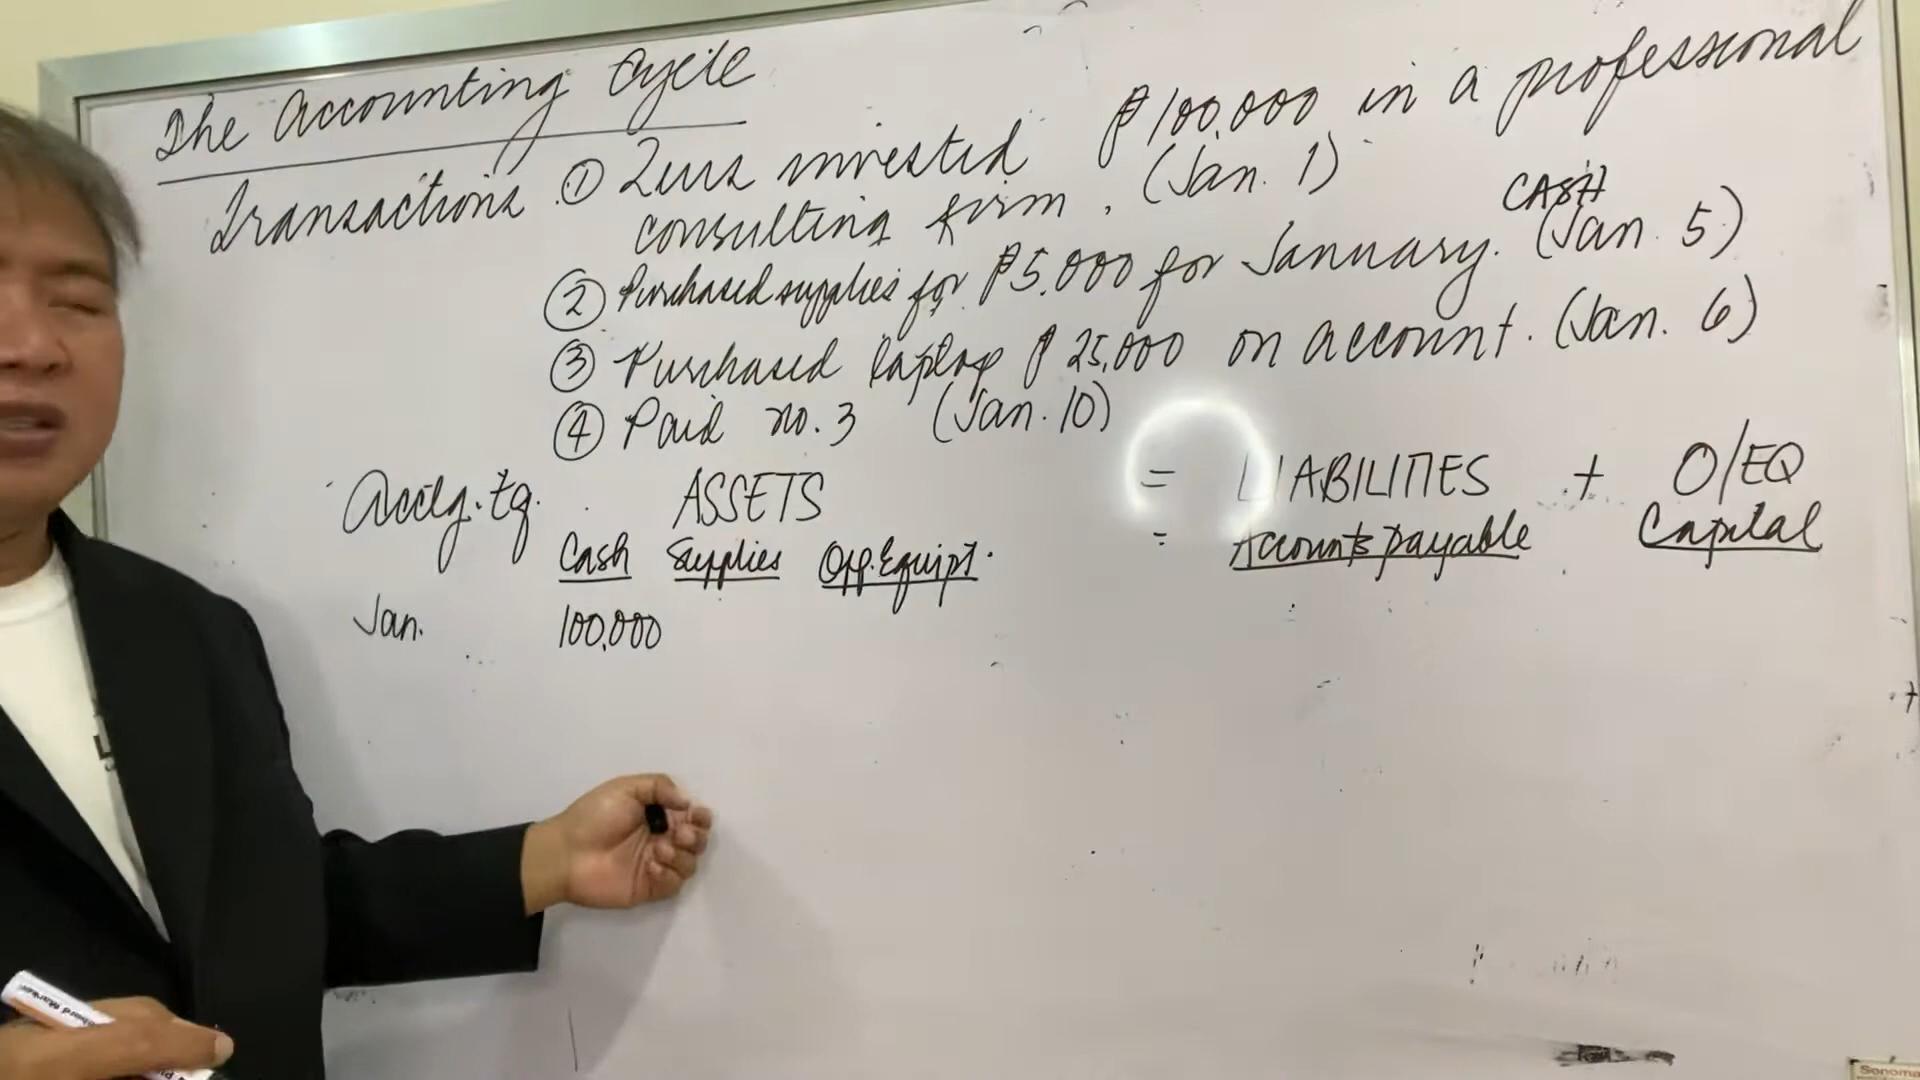 The Accounting Cycle
Transactions ① Zeus invested ₱100,000 in a professional
consulting firm. (Jan. 1)
CASH
② Purchased supplies for ₱5,000 for January. (Jan. 5)
③ Purchased laptop ₱25,000 on account. (Jan. 6)
④ Paid no. 3 (Jan. 10)
Acctg. Eq. ASSETS = LIABILITIES + O/EQ
Cash Supplies Opp. Equipt. = Accounts payable Capital
Jan. 100,000